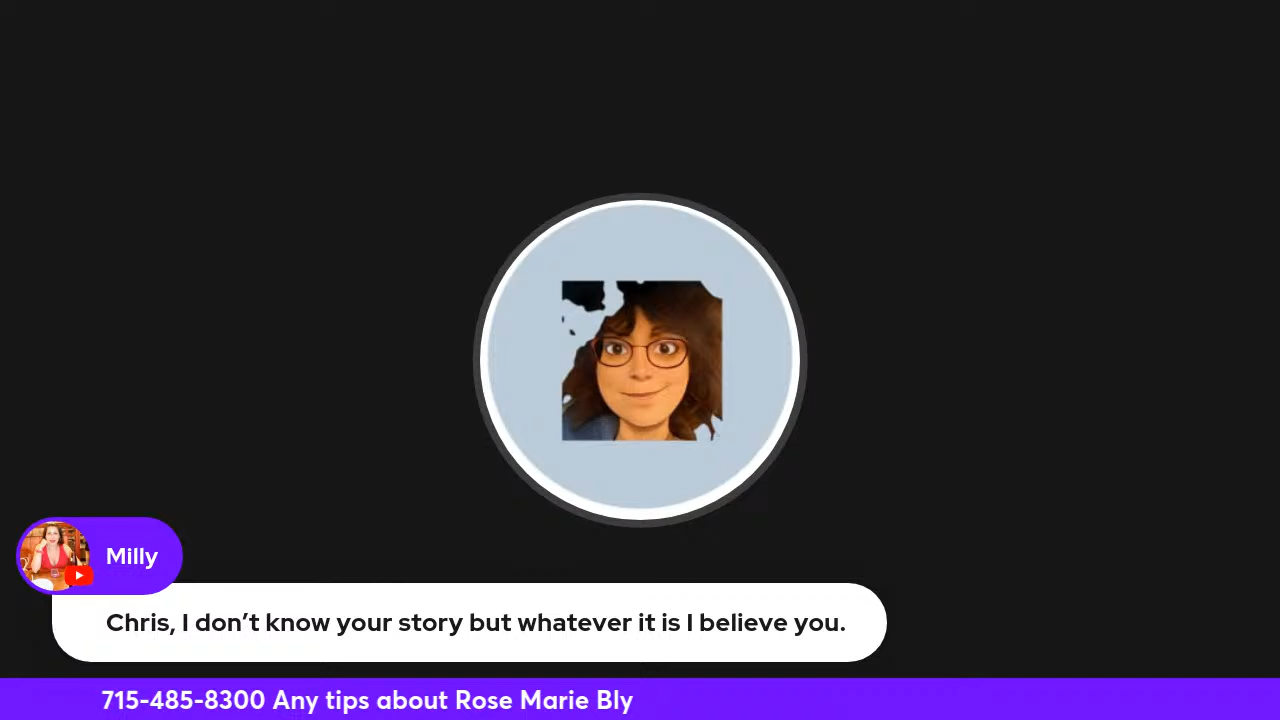 Milly
Chris, I don’t know your story but whatever it is I believe you.
715-485-8300 Any tips about Rose Marie Bly